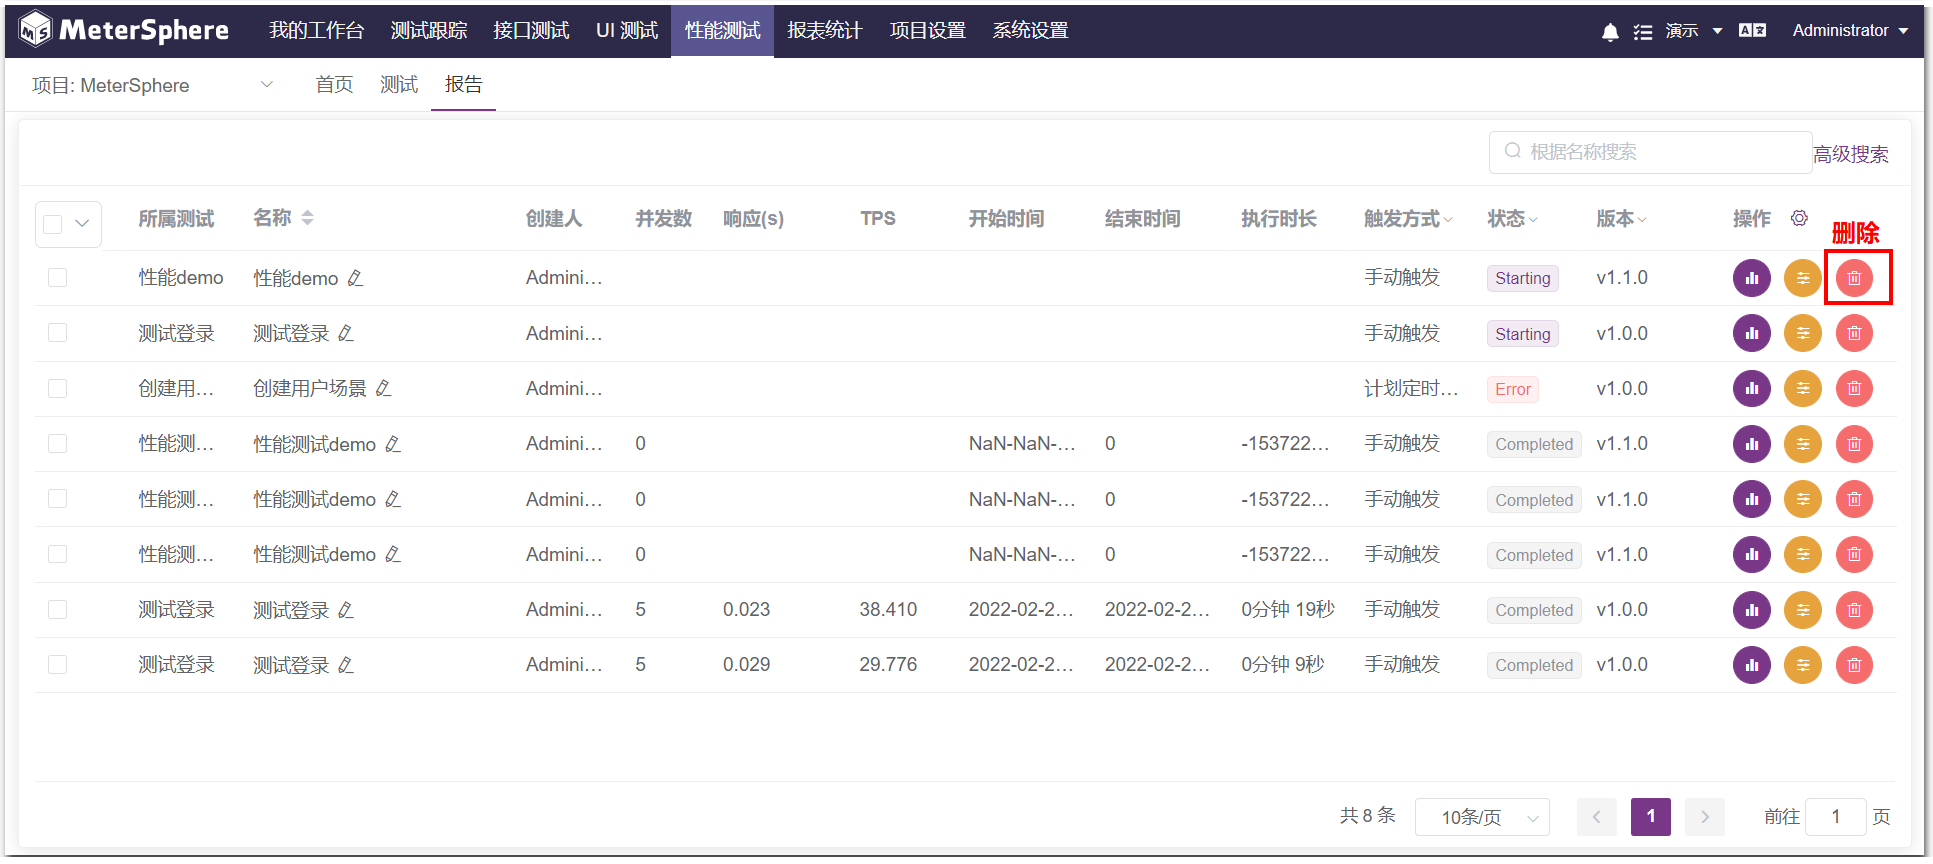 MeterSphere 我的工作台 测试跟踪 接口测试 UI 测试 性能测试 报表统计 项目设置 系统设置 演示 Administrator
项目: MeterSphere 首页 测试 报告
根据名称搜索 高级搜索
所属测试 名称 创建人 并发数 响应(s) TPS 开始时间 结束时间 执行时长 触发方式 状态 版本 操作 删除
性能demo 性能demo Admini... 手动触发 Starting v1.1.0
测试登录 测试登录 Admini... 手动触发 Starting v1.0.0
创建用... 创建用户场景 Admini... 计划定时... Error v1.0.0
性能测... 性能测试demo Admini... 0 NaN-NaN-... 0 -153722... 手动触发 Completed v1.1.0
性能测... 性能测试demo Admini... 0 NaN-NaN-... 0 -153722... 手动触发 Completed v1.1.0
性能测... 性能测试demo Admini... 0 NaN-NaN-... 0 -153722... 手动触发 Completed v1.1.0
测试登录 测试登录 Admini... 5 0.023 38.410 2022-02-2... 2022-02-2... 0分钟 19秒 手动触发 Completed v1.0.0
测试登录 测试登录 Admini... 5 0.029 29.776 2022-02-2... 2022-02-2... 0分钟 9秒 手动触发 Completed v1.0.0
共 8 条 10条/页 1 前往 1 页